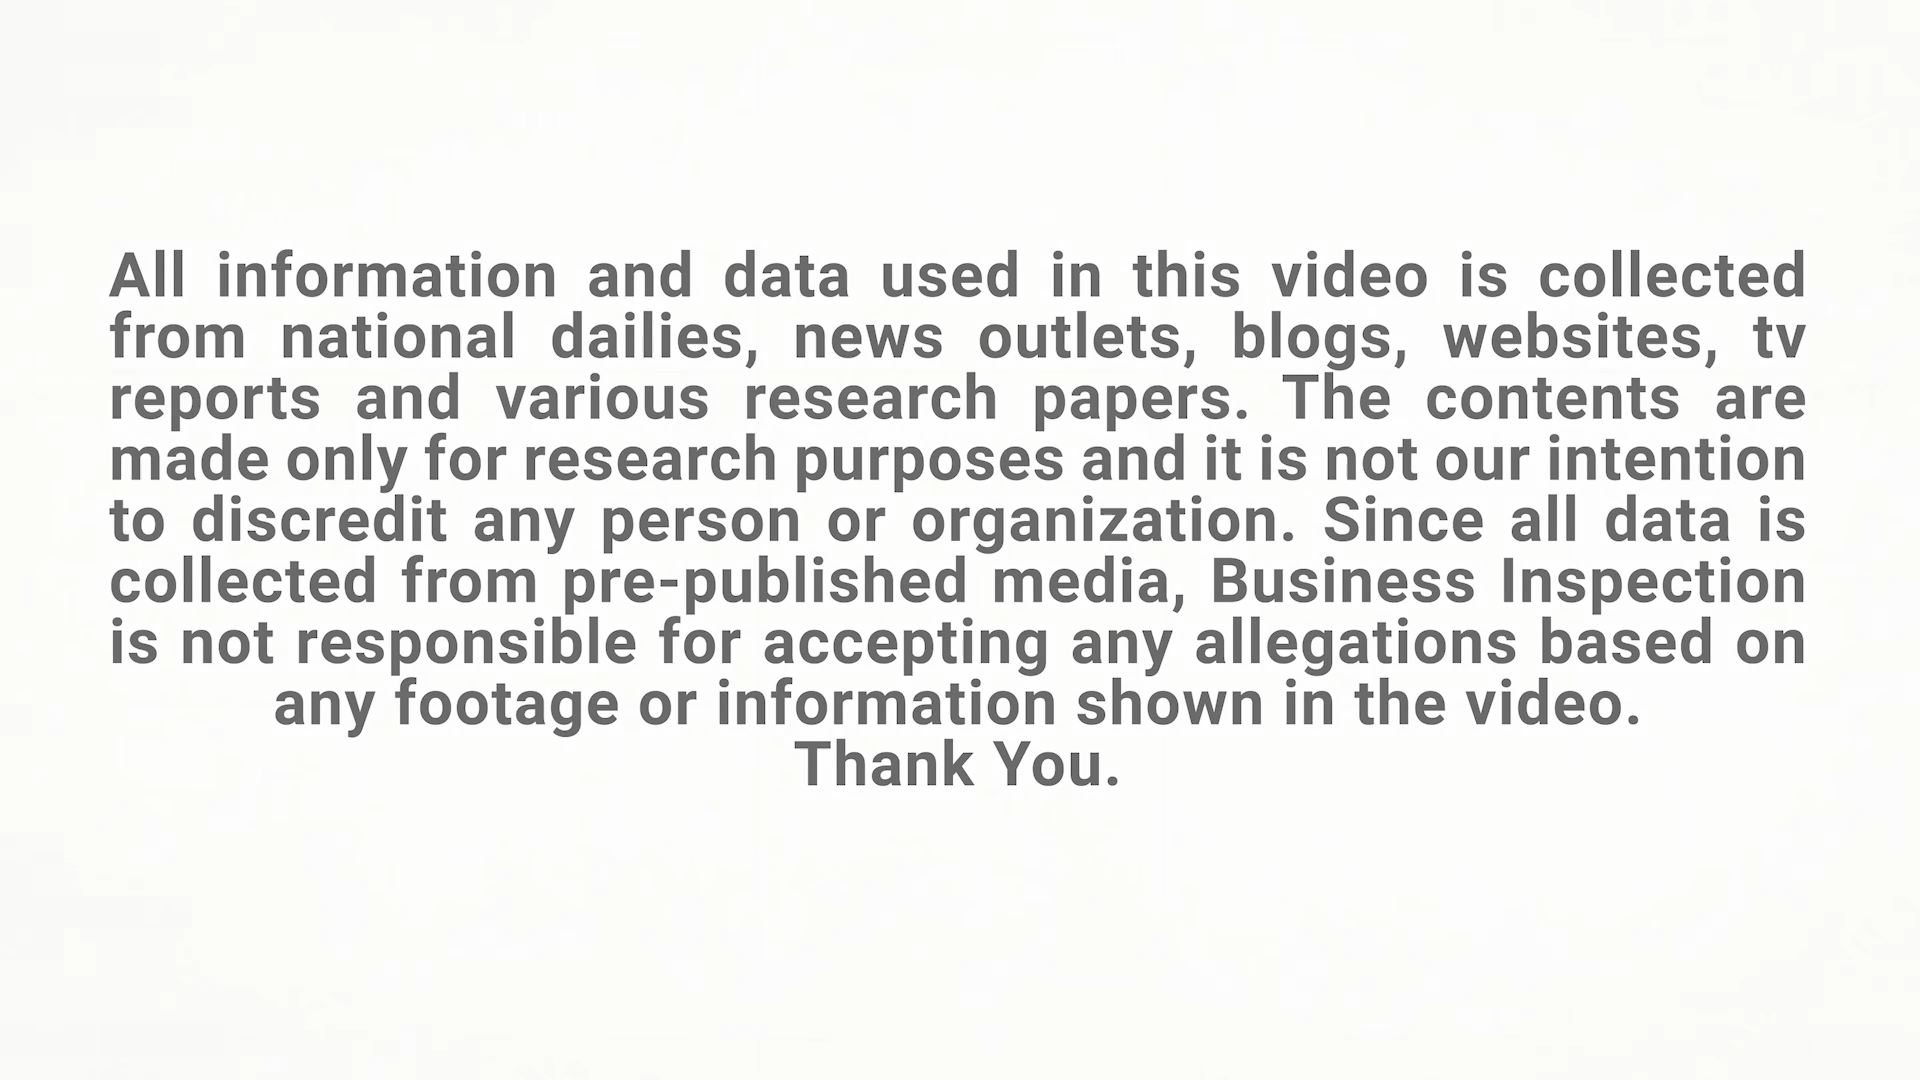 All information and data used in this video is collected
from national dailies, news outlets, blogs, websites, tv
reports and various research papers. The contents are
made only for research purposes and it is not our intention
to discredit any person or organization. Since all data is
collected from pre-published media, Business Inspection
is not responsible for accepting any allegations based on
any footage or information shown in the video.
Thank You.